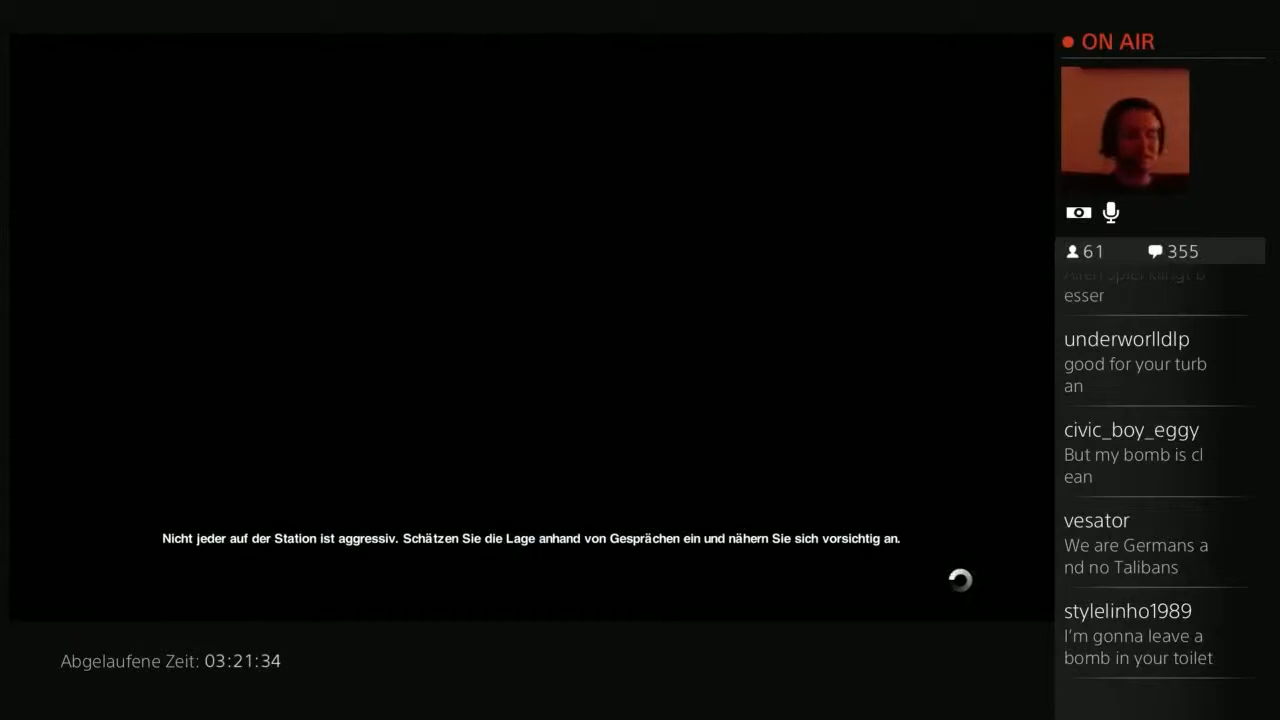 ON AIR
61 355
esser
underworlldlp
good for your turb
an
civic_boy_eggy
But my bomb is cl
ean
vesator
We are Germans a
nd no Talibans
stylelinho1989
I'm gonna leave a
bomb in your toilet
Nicht jeder auf der Station ist aggressiv. Schätzen Sie die Lage anhand von Gesprächen ein und nähern Sie sich vorsichtig an.
Abgelaufene Zeit: 03:21:34